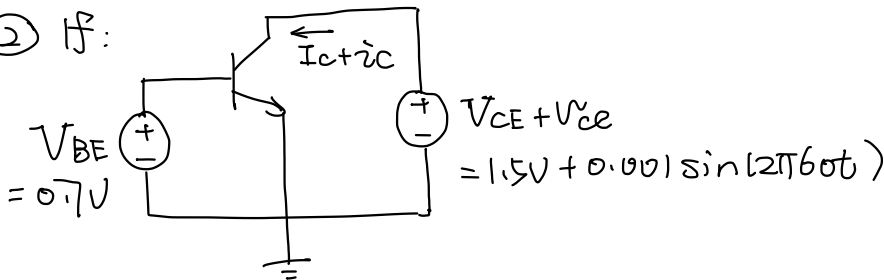 ② If:
Ic+ic
+
−
VBE
= 0.7V
+
−
VCE + vce
= 1.5V + 0.001 sin(2π60t)